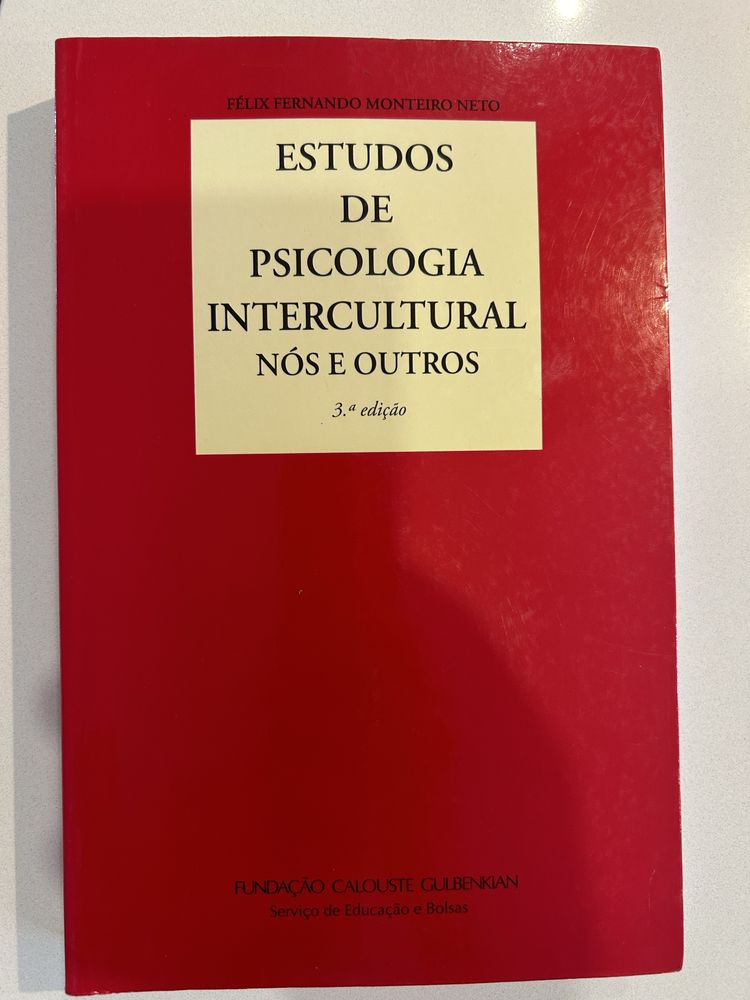 FÉLIX FERNANDO MONTEIRO NETO
ESTUDOS
DE
PSICOLOGIA
INTERCULTURAL
NÓS E OUTROS
3.ª edição
FUNDAÇÃO CALOUSTE GULBENKIAN
Serviço de Educação e Bolsas